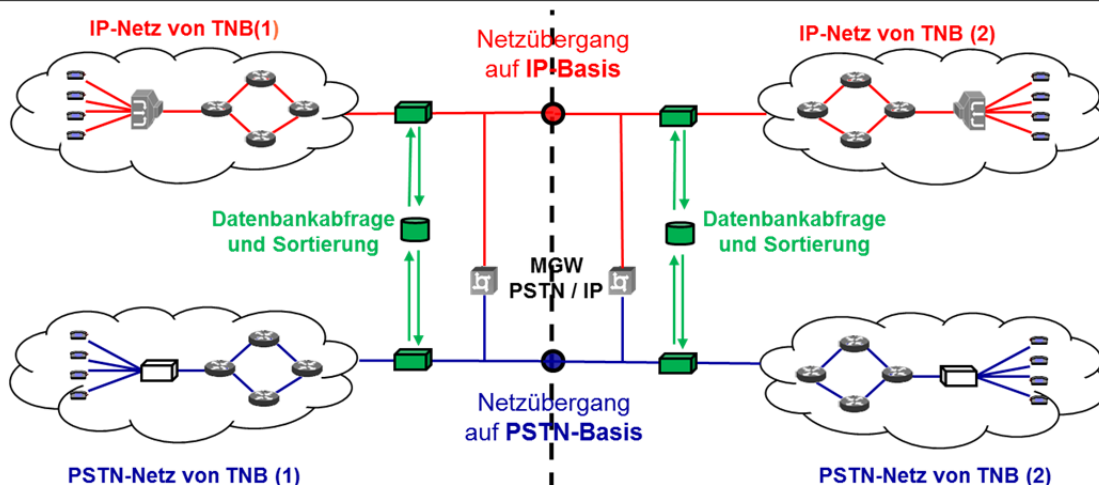 IP-Netz von TNB(1)
Netzübergang
auf IP-Basis
IP-Netz von TNB (2)
Datenbankabfrage
und Sortierung
Datenbankabfrage
und Sortierung
MGW
PSTN / IP
Netzübergang
auf PSTN-Basis
PSTN-Netz von TNB (1)
PSTN-Netz von TNB (2)